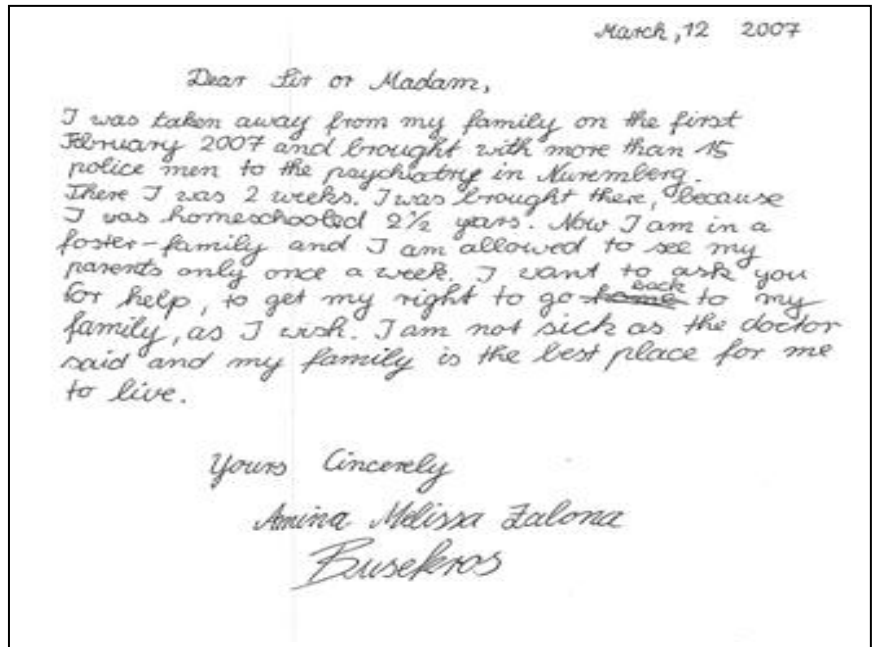 March, 12 2007
Dear Sir or Madam,
I was taken away from my family on the first
February 2007 and brought with more than 15
police men to the psychiatry in Nuremberg.
There I was 2 weeks. I was brought there, because
I was homeschooled 2½ years. Now I am in a
foster-family and I am allowed to see my
parents only once a week. I want to ask you
for help, to get my right to go home back to my
family, as I wish. I am not sick as the doctor
said and my family is the best place for me
to live.
Yours Cincerely
Amina Melissa Zalona
Busekros